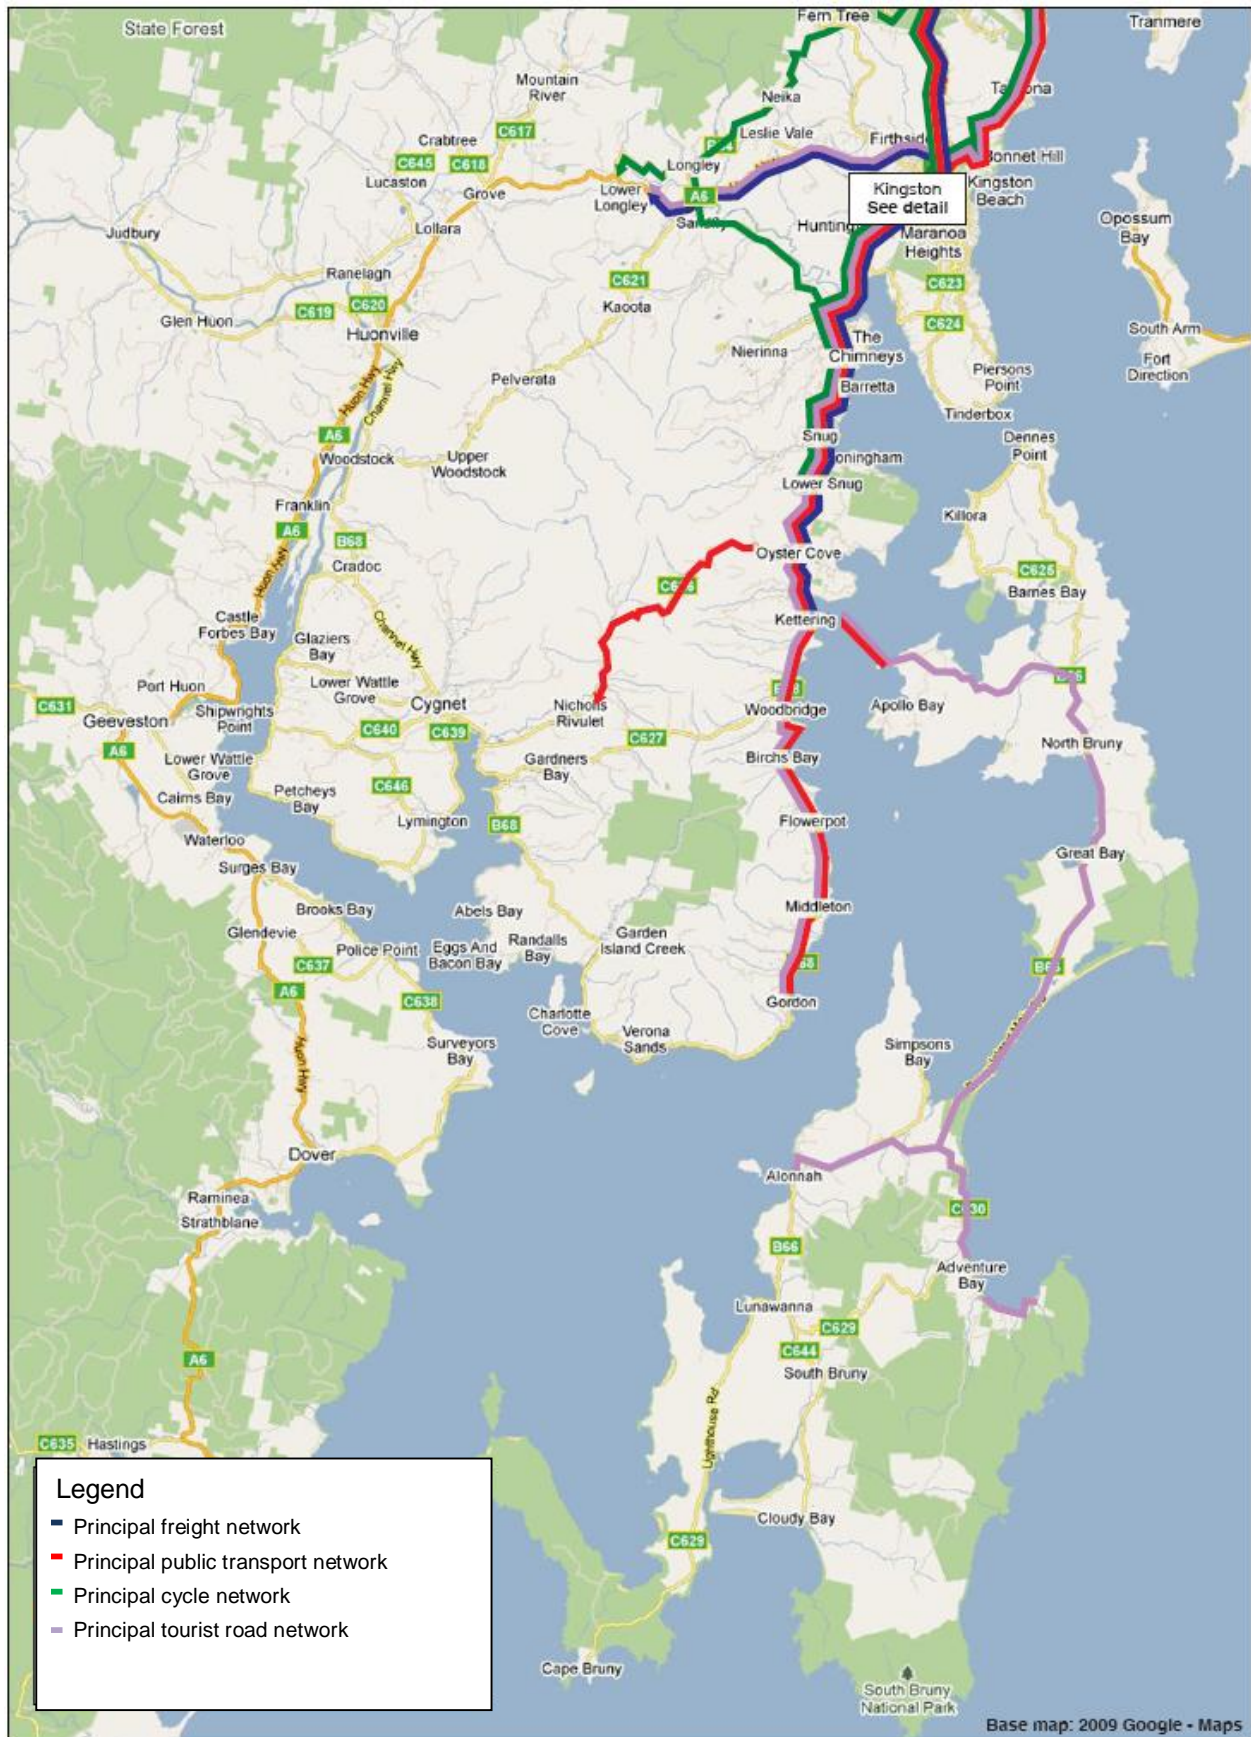 State Forest
Fern Tree
Tranmere
Mountain
River
Neika
C617
Crabtree
Leslie Vale
Firthside
C645
C618
Longley
Bonnet Hill
Lucaston
Grove
Lower
Longley
A6
Kingston
See detail
Kingston
Beach
Opossum
Bay
Judbury
Lollara
Maranoa
Heights
Ranelagh
C621
C623
C619
C620
Kaoota
Glen Huon
Huonville
C624
South Arm
The
Chimneys
Nierinna
Fort
Direction
Huon Hwy
Channel Hwy
Pelverata
Barretta
Piersons
Point
Tinderbox
A6
Snug
Dennes
Point
Woodstock
Upper
Woodstock
Lower Snug
Franklin
Killora
A6
B68
Oyster Cove
Cradoc
C625
Huon Hwy
Barnes Bay
Castle
Forbes Bay
Channel Hwy
Kettering
Glaziers
Bay
Port Huon
Lower Wattle
Grove
C631
Cygnet
Nicholls
Rivulet
Woodbridge
Apollo Bay
Geeveston
Shipwrights
Point
C640
C639
C627
North Bruny
A6
Lower Wattle
Grove
Gardners
Bay
Birchs Bay
Cairns Bay
Petcheys
Bay
C646
Lymington
B68
Flowerpot
Waterloo
Great Bay
Surges Bay
Brooks Bay
Abels Bay
Middleton
Glendevie
Police Point
Eggs And
Bacon Bay
Randalls
Bay
Garden
Island Creek
C637
A6
C638
Gordon
Charlotte
Cove
Verona
Sands
Huon Hwy
Surveyors
Bay
Simpsons
Bay
Dover
Alonnah
Raminea
Strathblane
B66
Adventure
Bay
Lunawanna
C629
A6
C644
South Bruny
Lighthouse Rd
C635
Hastings
Cloudy Bay
C629
Legend
Principal freight network
Principal public transport network
Principal cycle network
Principal tourist road network
Cape Bruny
South Bruny
National Park
Base map: 2009 Google - Maps